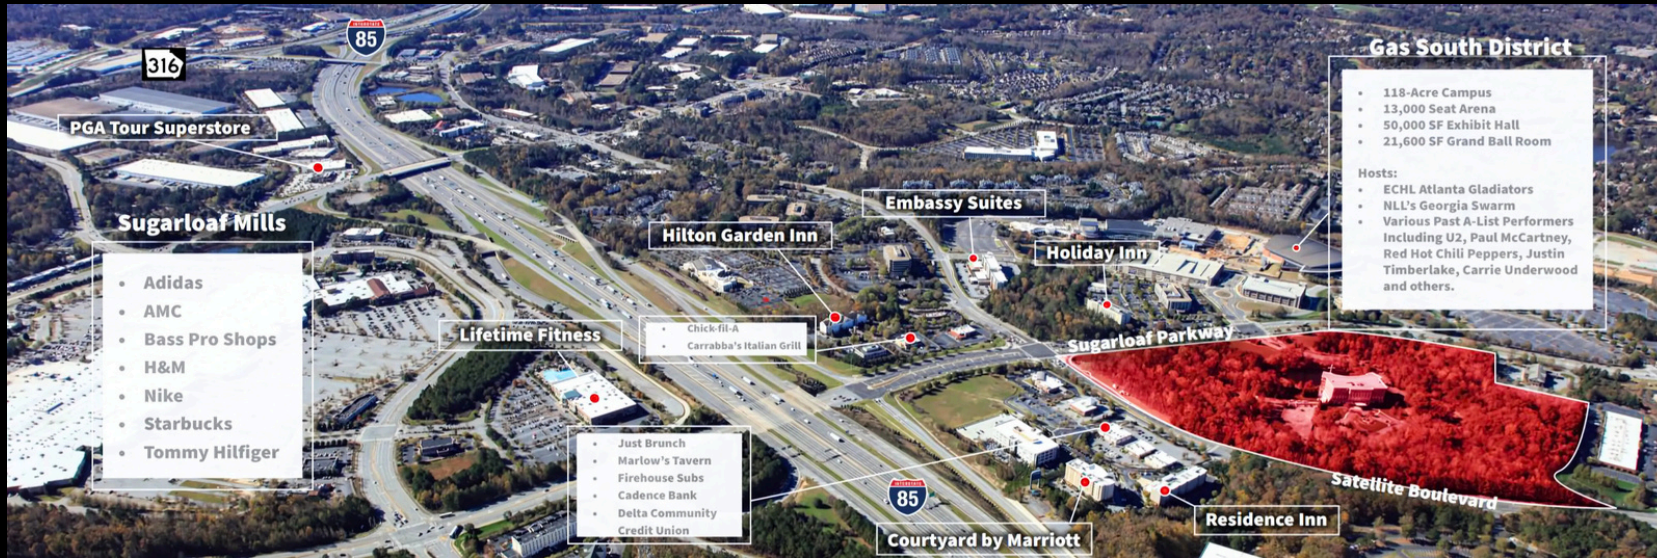 INTERSTATE
85
316
Gas South District
118-Acre Campus
13,000 Seat Arena
50,000 SF Exhibit Hall
21,600 SF Grand Ball Room
Hosts:
ECHL Atlanta Gladiators
NLL's Georgia Swarm
Various Past A-List Performers
Including U2, Paul McCartney,
Red Hot Chili Peppers, Justin
Timberlake, Carrie Underwood
and others.
PGA Tour Superstore
Sugarloaf Mills
Adidas
AMC
Bass Pro Shops
H&M
Nike
Starbucks
Tommy Hilfiger
Embassy Suites
Hilton Garden Inn
Holiday Inn
Lifetime Fitness
Chick-fil-A
Carrabba's Italian Grill
Sugarloaf Parkway
Just Brunch
Marlow's Tavern
Firehouse Subs
Cadence Bank
Delta Community
Credit Union
INTERSTATE
85
Satellite Boulevard
Residence Inn
Courtyard by Marriott